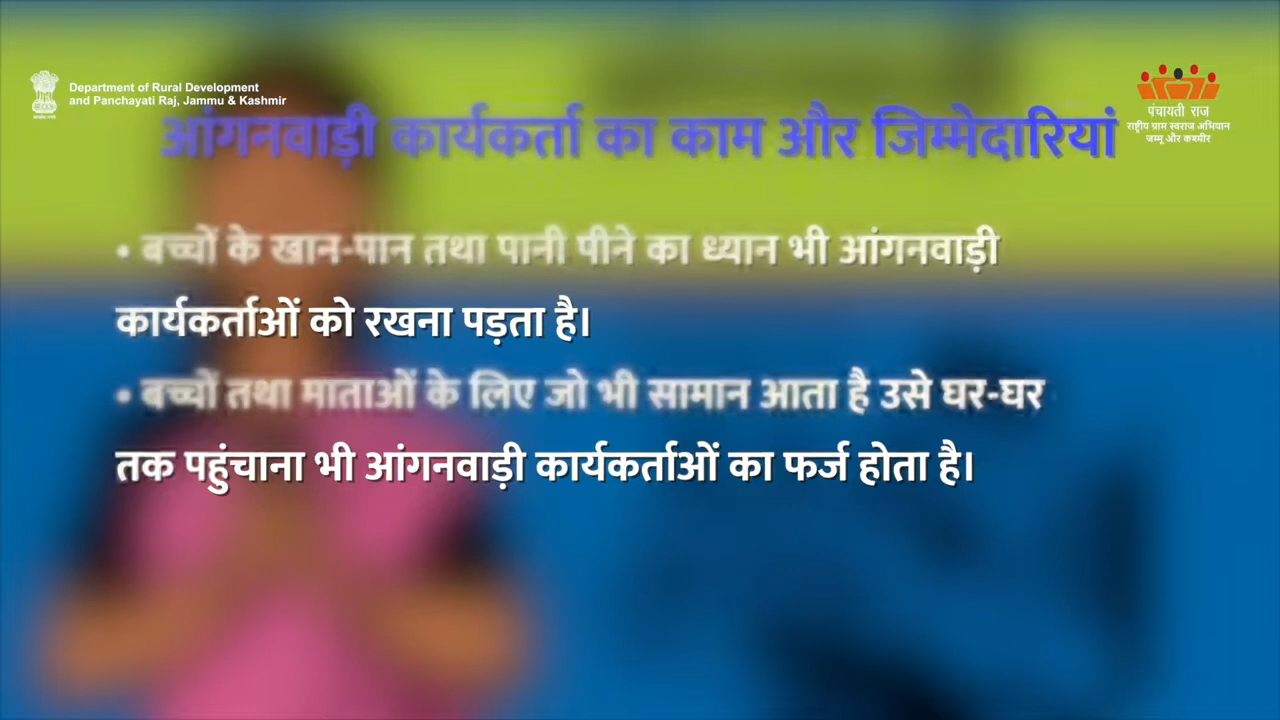 Department of Rural Development
and Panchayati Raj, Jammu & Kashmir
पंचायती राज
राष्ट्रीय ग्राम स्वराज अभियान
जम्मू और कश्मीर
आंगनवाड़ी कार्यकर्ता का काम और जिम्मेदारियां
• बच्चों के खान-पान तथा पानी पीने का ध्यान भी आंगनवाड़ी
कार्यकर्ताओं को रखना पड़ता है।
• बच्चों तथा माताओं के लिए जो भी सामान आता है उसे घर-घर
तक पहुंचाना भी आंगनवाड़ी कार्यकर्ताओं का फर्ज होता है।